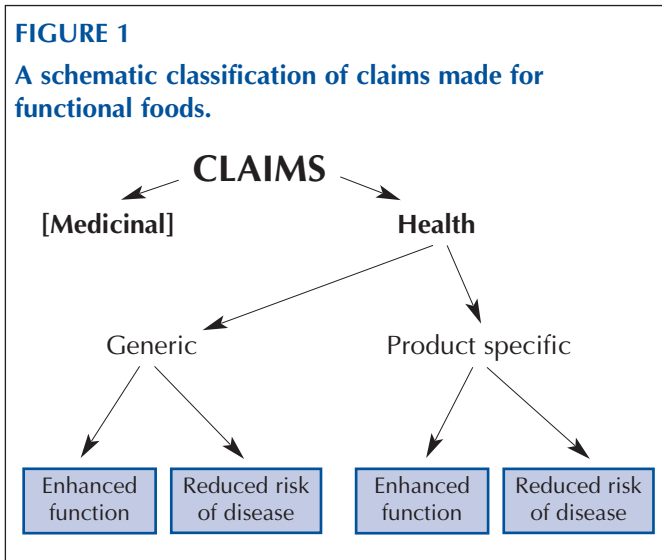 FIGURE 1
A schematic classification of claims made for
functional foods.
CLAIMS
[Medicinal]
Health
Generic
Product specific
Enhanced
function
Reduced risk
of disease
Enhanced
function
Reduced risk
of disease